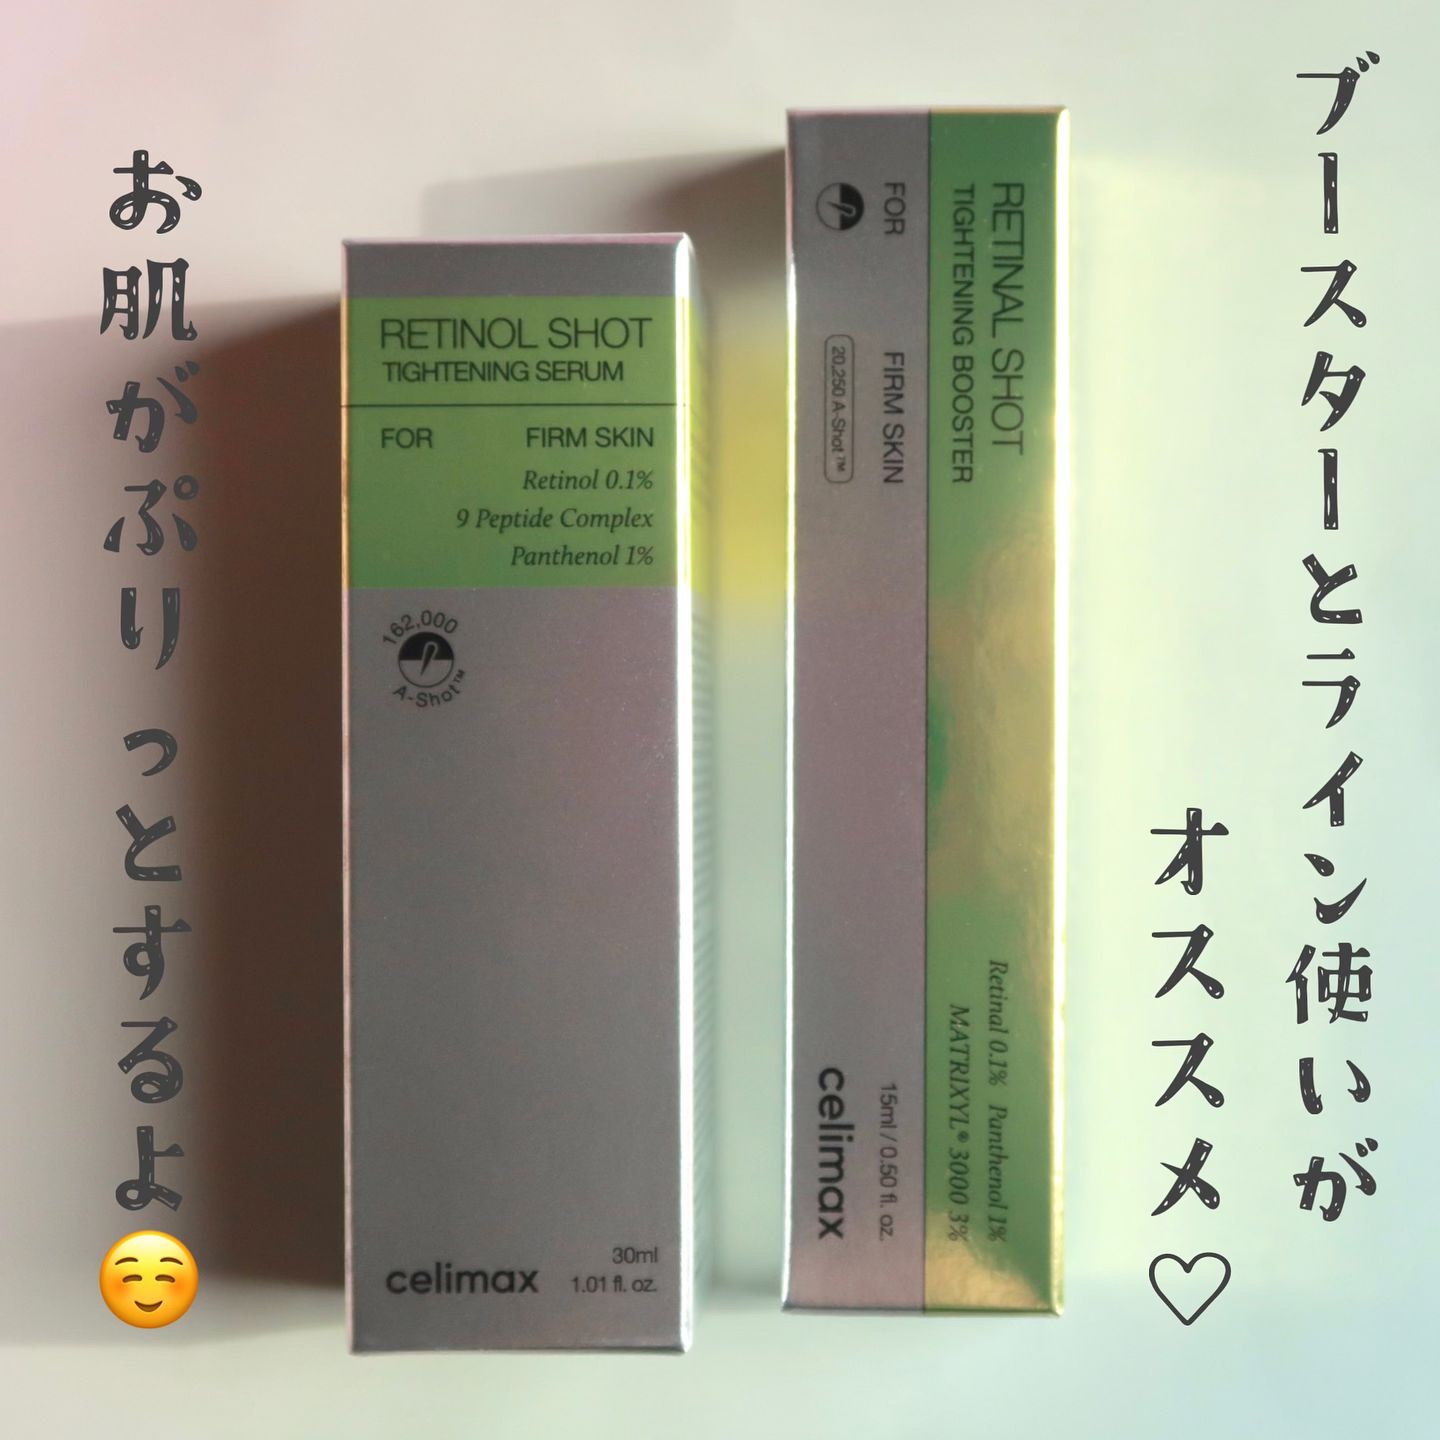 ブースターとライン使いが
オススメ♡
お肌がぷりっとするよ☺️
RETINOL SHOT
TIGHTENING SERUM
FOR FIRM SKIN
Retinol 0.1%
9 Peptide Complex
Panthenol 1%
162,000
A-Shot™
celimax
30ml
1.01 fl. oz.
RETINAL SHOT
TIGHTENING BOOSTER
FOR FIRM SKIN
20,250 A-Shot™
Retinal 0.1% Panthenol 1%
MATRIXYL® 3000 3%
15ml / 0.50 fl. oz.
celimax